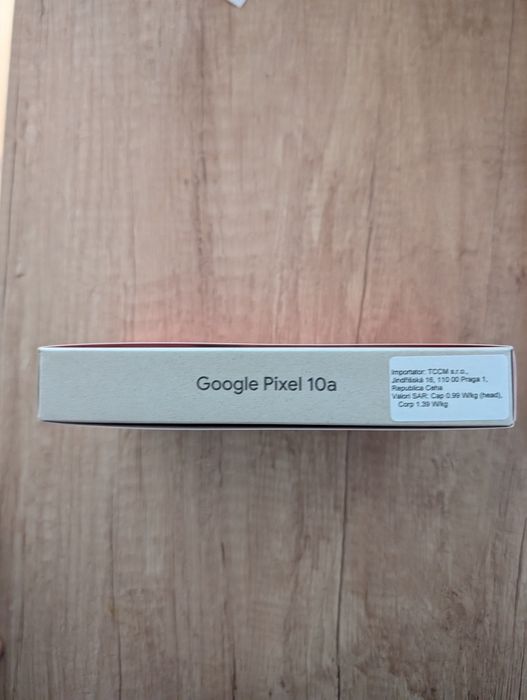 Google Pixel 10a
Importator: TCCM s.r.o.,
Jindřišská 16, 110 00 Praga 1,
Republica Ceha
Valori SAR: Cap 0.99 W/kg (head),
Corp 1.39 W/kg